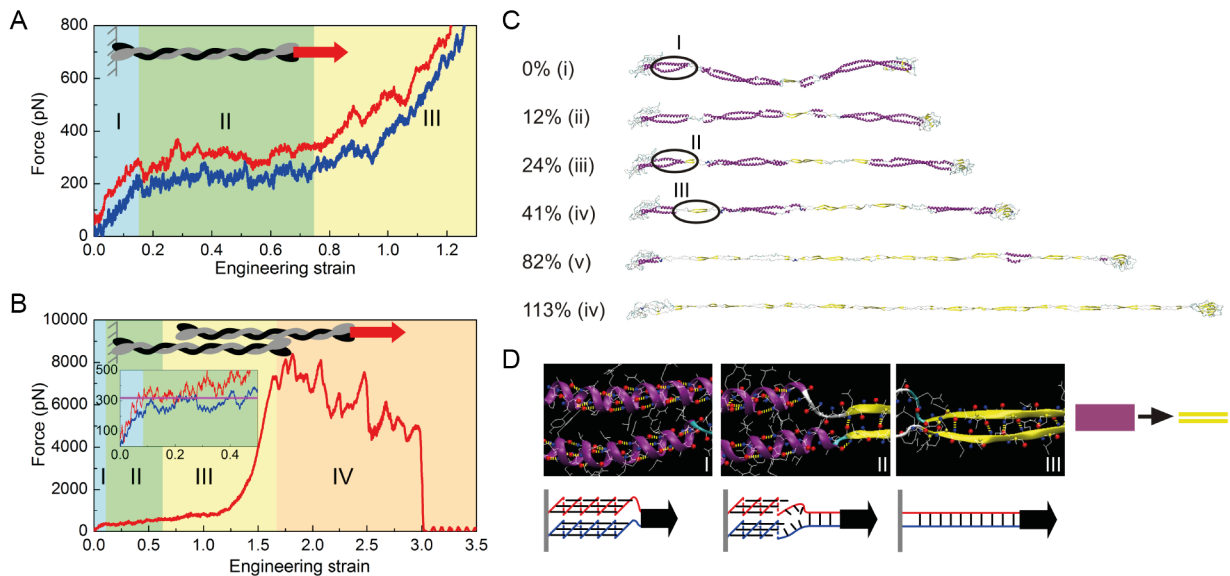 A
Force (pN)
800
600
400
200
0
I
II
III
0.0 0.2 0.4 0.6 0.8 1.0 1.2
Engineering strain
B
Force (pN)
10000
8000
6000
4000
2000
0
500
300
100
0.0 0.2 0.4
I
II
III
IV
0.0 0.5 1.0 1.5 2.0 2.5 3.0 3.5
Engineering strain
C
I
0% (i)
12% (ii)
II
24% (iii)
III
41% (iv)
82% (v)
113% (iv)
D
I
II
III